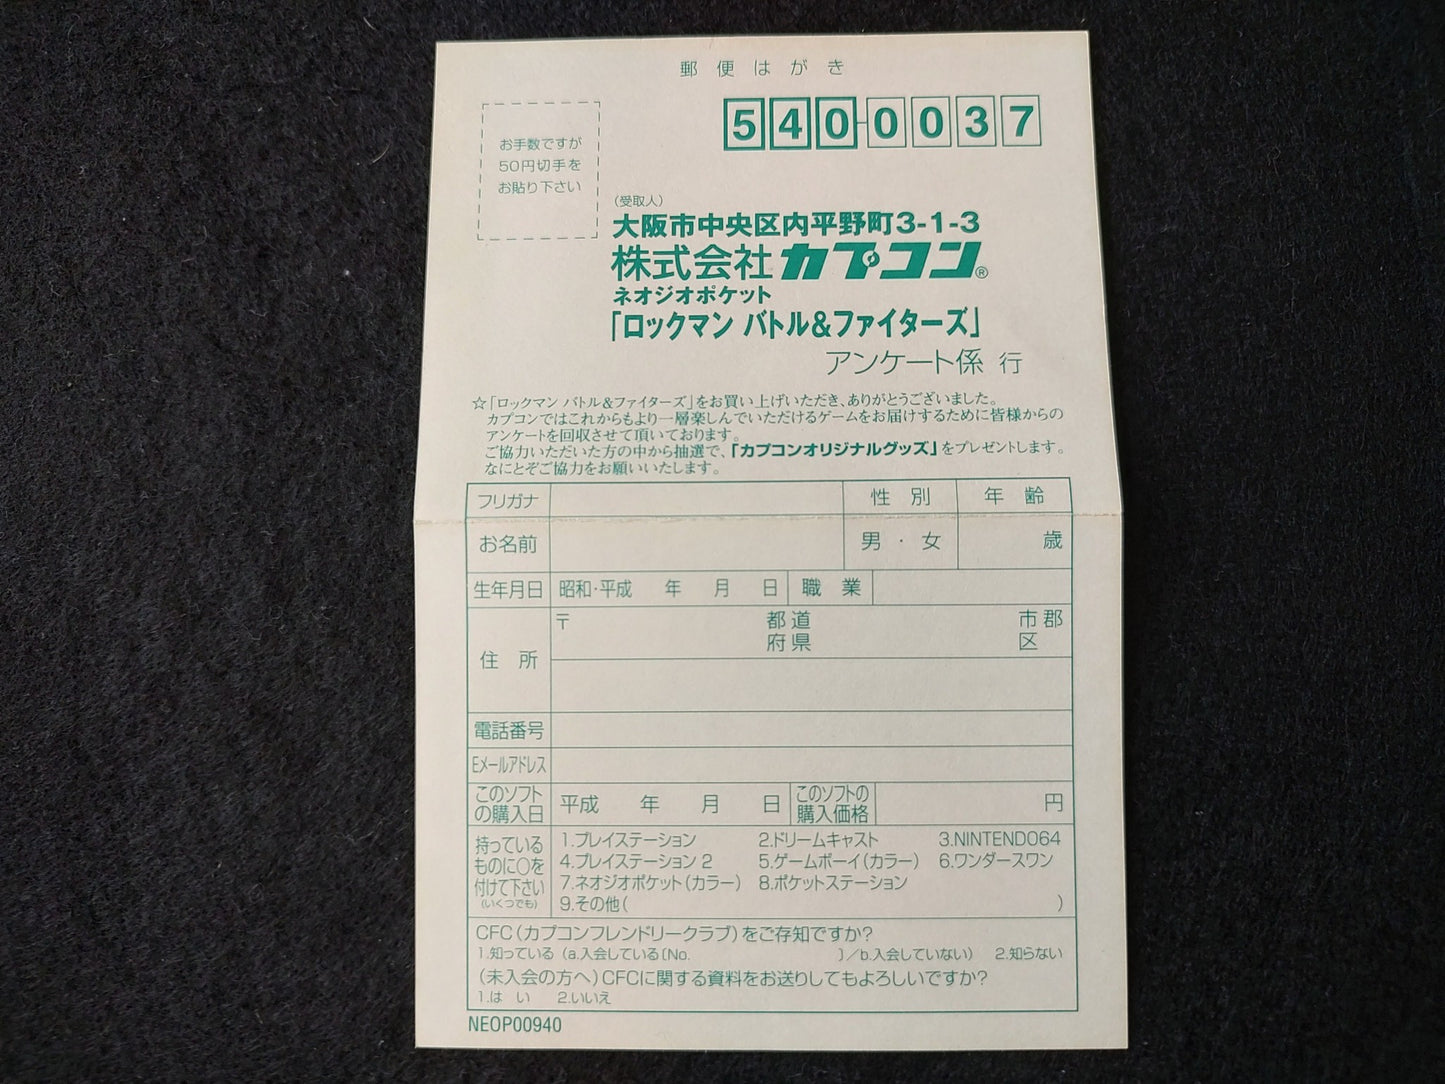 郵便はがき
540-0037
お手数ですが
50円切手を
お貼り下さい
（受取人）
大阪市中央区内平野町3-1-3
株式会社カプコン®
ネオジオポケット
「ロックマン バトル&ファイターズ」
アンケート係 行
☆「ロックマン バトル&ファイターズ」をお買い上げいただき、ありがとうございました。
カプコンではこれからもより一層楽しんでいただけるゲームをお届けするために皆様からの
アンケートを回収させて頂いております。
ご協力いただいた方の中から抽選で、「カプコンオリジナルグッズ」をプレゼントします。
なにとぞご協力をお願いいたします。
フリガナ 性別 年齢
お名前 男・女 歳
生年月日 昭和・平成 年 月 日 職業
住所 〒 都道 市郡
府県 区
電話番号
Eメールアドレス
このソフト
の購入日 平成 年 月 日 このソフトの
購入価格 円
持っている
ものに○を
付けて下さい
(いくつでも)
1.プレイステーション 2.ドリームキャスト 3.NINTENDO64
4.プレイステーション2 5.ゲームボーイ(カラー) 6.ワンダースワン
7.ネオジオポケット(カラー) 8.ポケットステーション
9.その他( )
CFC(カプコンフレンドリークラブ)をご存知ですか?
1.知っている (a.入会している〔No. 〕/b.入会していない) 2.知らない
(未入会の方へ)CFCに関する資料をお送りしてもよろしいですか?
1.はい 2.いいえ
NEOP00940